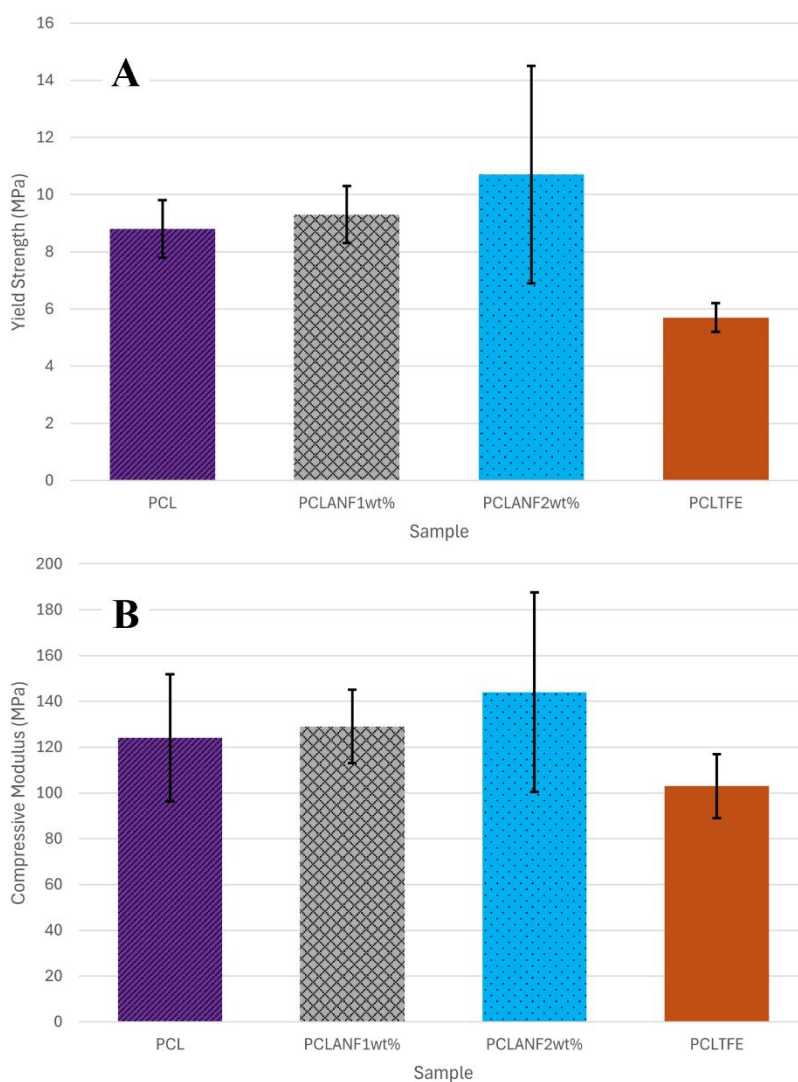 16
A
14
12
10
8
6
4
2
0
Yield Strength (MPa)
PCL
PCLANF1wt%
PCLANF2wt%
PCLTFE
Sample
200
B
180
160
140
120
100
80
60
40
20
0
Compressive Modulus (MPa)
PCL
PCLANF1wt%
PCLANF2wt%
PCLTFE
Sample